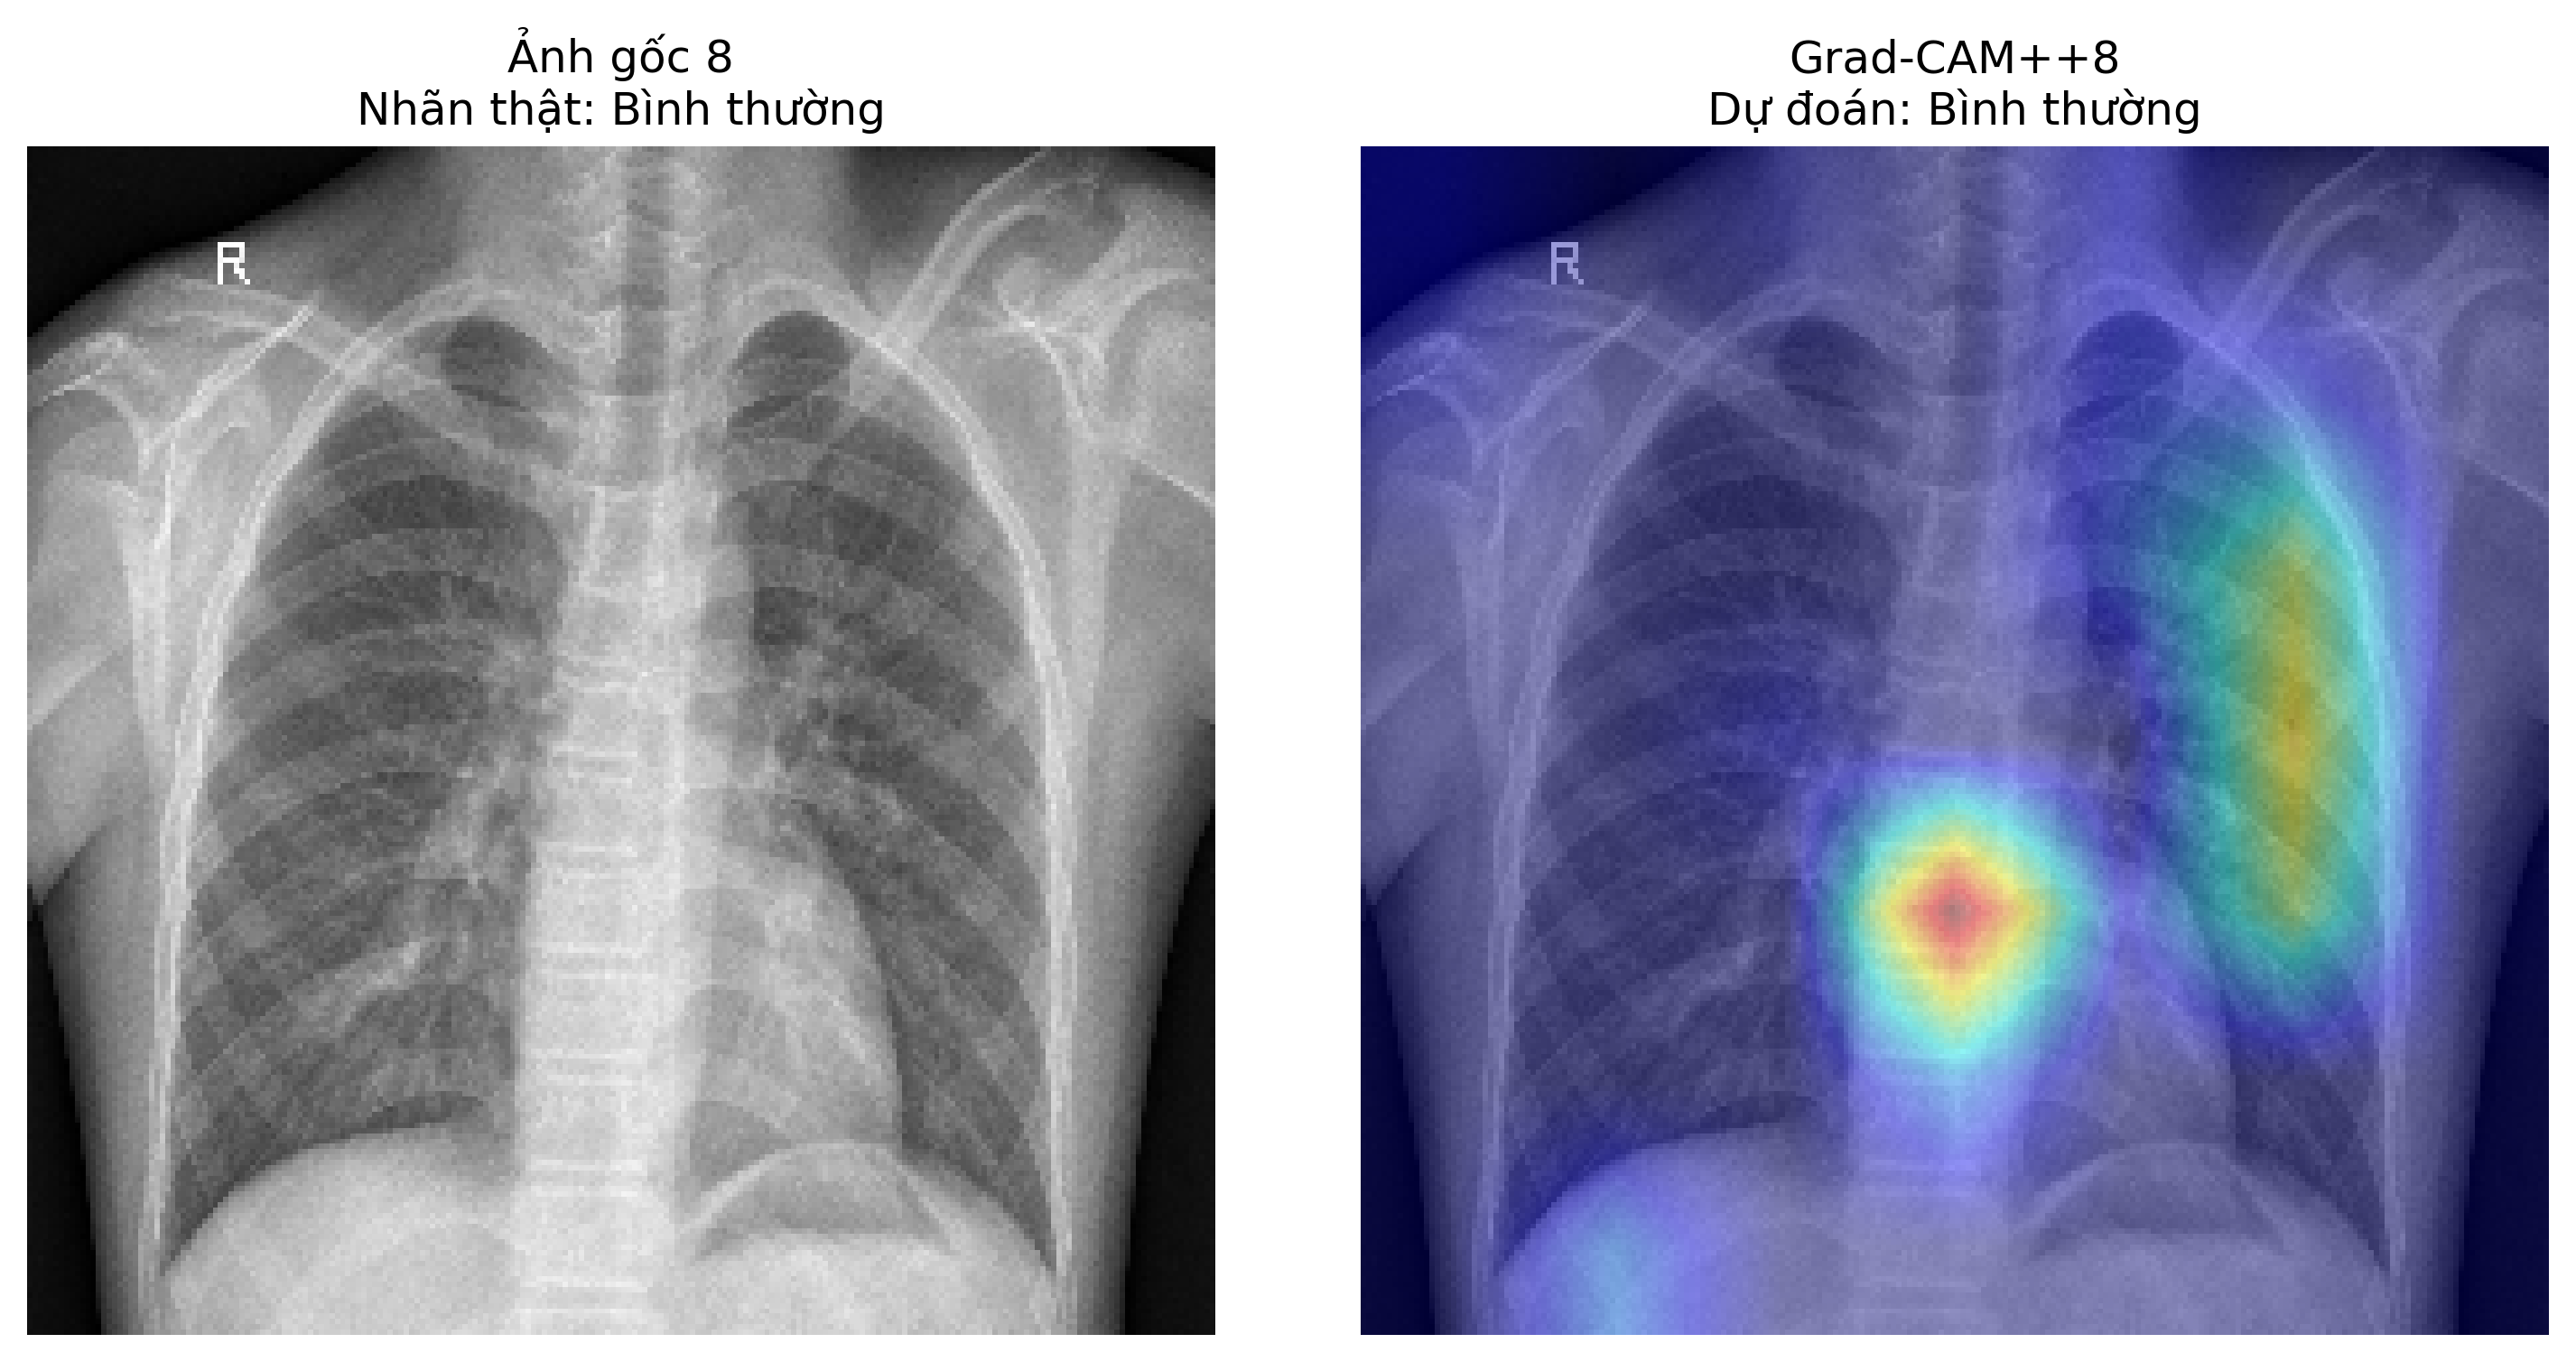 Ảnh gốc 8
Nhãn thật: Bình thường
Grad-CAM++8
Dự đoán: Bình thường
R
R